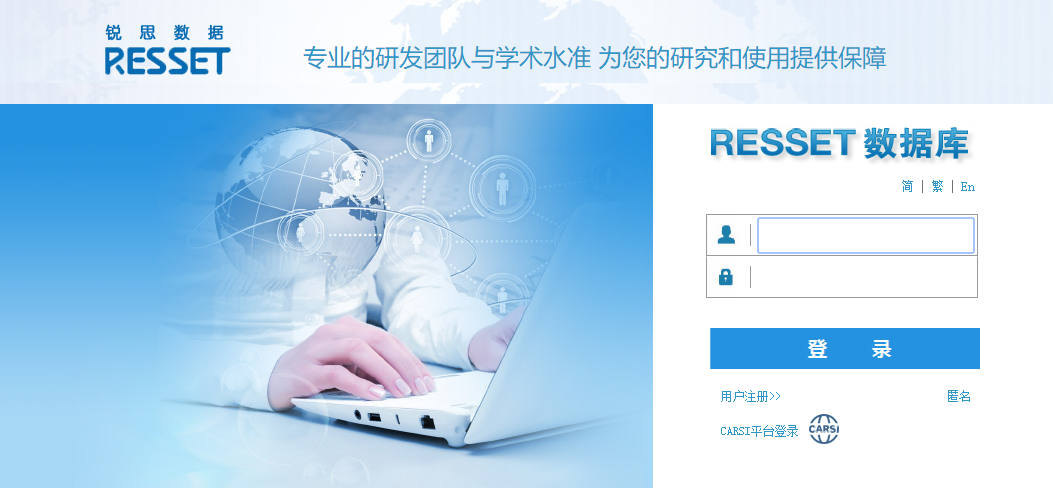 锐思数据
RESSET
专业的研发团队与学术水准 为您的研究和使用提供保障
RESSET 数据库
简 | 繁 | En
登 录
用户注册>> 匿名
CARSI平台登录 CARSI